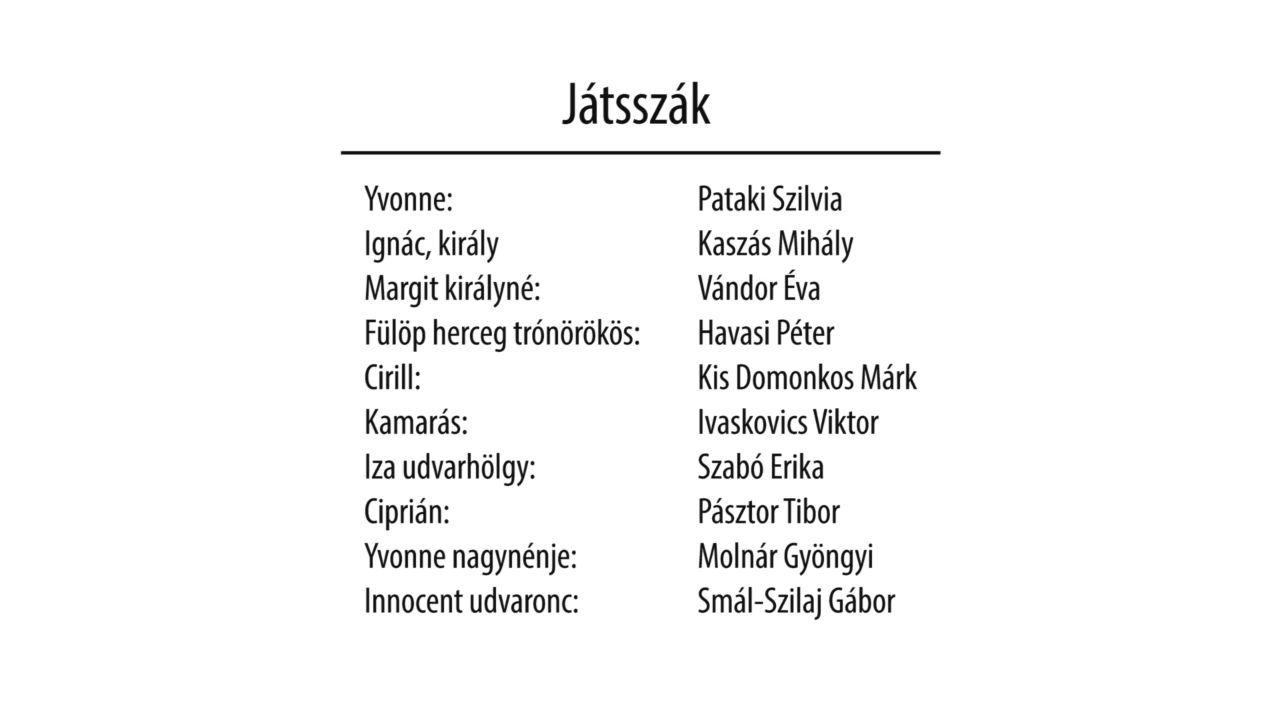 Játsszák
Yvonne: Pataki Szilvia
Ignác, király Kaszás Mihály
Margit királyné: Vándor Éva
Fülöp herceg trónörökös: Havasi Péter
Cirill: Kis Domonkos Márk
Kamarás: Ivaskovics Viktor
Iza udvarhölgy: Szabó Erika
Ciprián: Pásztor Tibor
Yvonne nagynénje: Molnár Gyöngyi
Innocent udvaronc: Smál-Szilaj Gábor